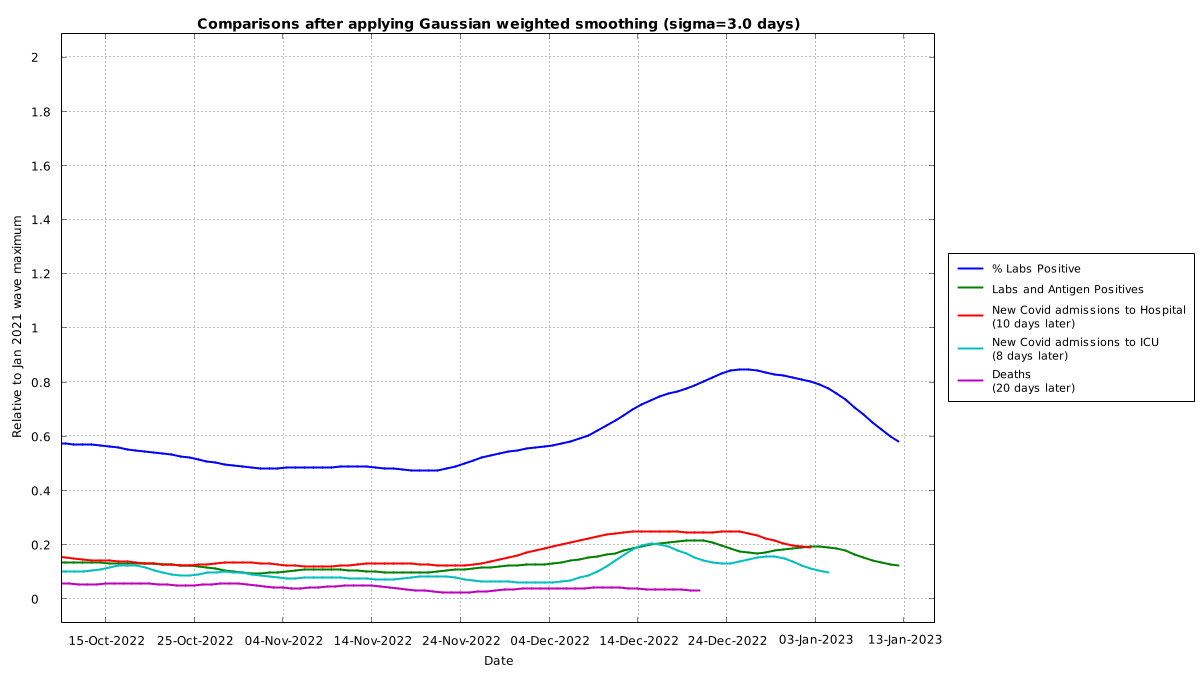 Comparisons after applying Gaussian weighted smoothing (sigma=3.0 days)
Relative to Jan 2021 wave maximum
2
1.8
1.6
1.4
1.2
1
0.8
0.6
0.4
0.2
0
15-Oct-2022 25-Oct-2022 04-Nov-2022 14-Nov-2022 24-Nov-2022 04-Dec-2022 14-Dec-2022 24-Dec-2022 03-Jan-2023 13-Jan-2023
Date
% Labs Positive
Labs and Antigen Positives
New Covid admissions to Hospital
(10 days later)
New Covid admissions to ICU
(8 days later)
Deaths
(20 days later)